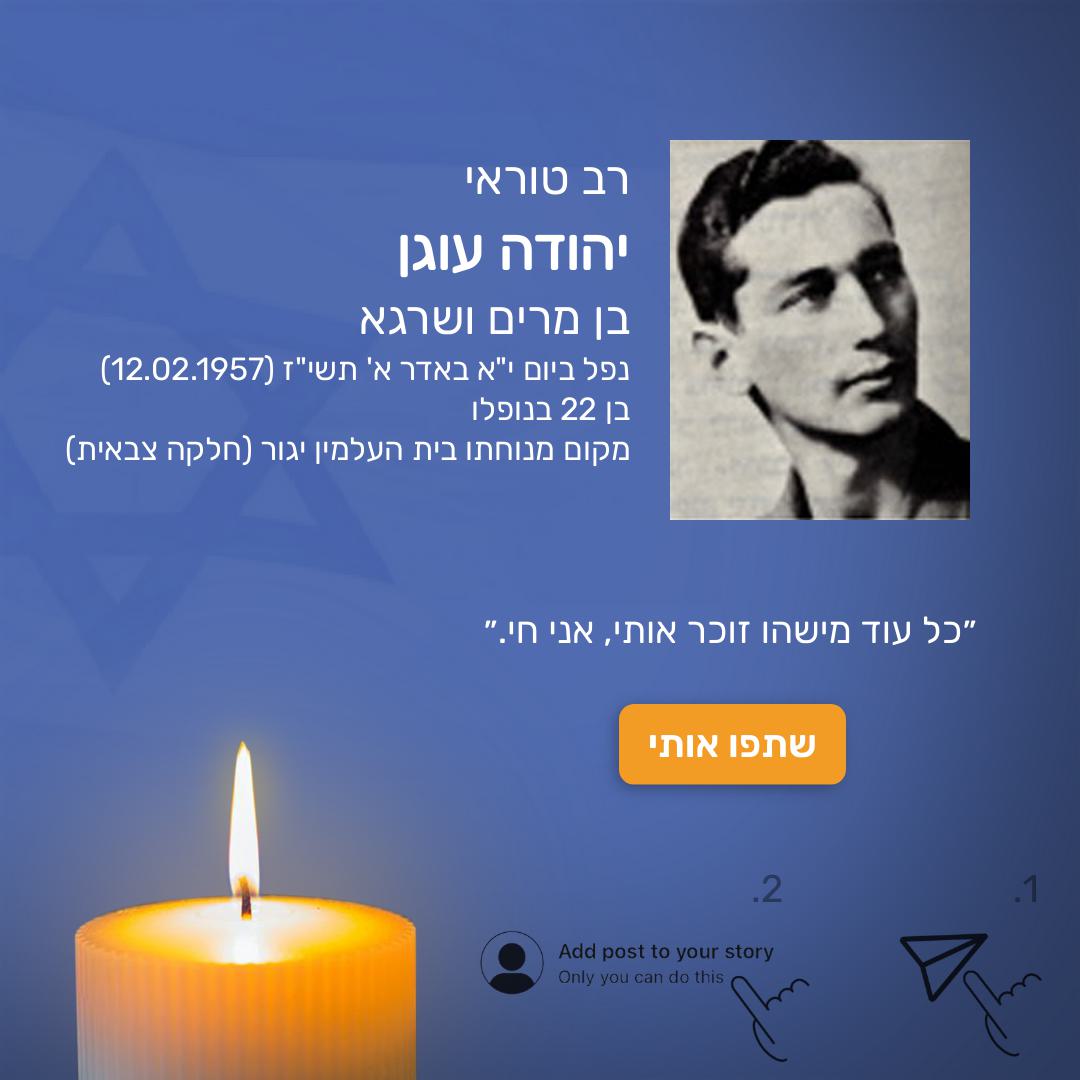 רב טוראי
יהודה עוגן
בן מרים ושרגא
נפל ביום י"א באדר א' תשי"ז (12.02.1957)
בן 22 בנופלו
מקום מנוחתו בית העלמין יגור (חלקה צבאית)
״כל עוד מישהו זוכר אותי, אני חי.״
שתפו אותי
1.
2.
Add post to your story
Only you can do this